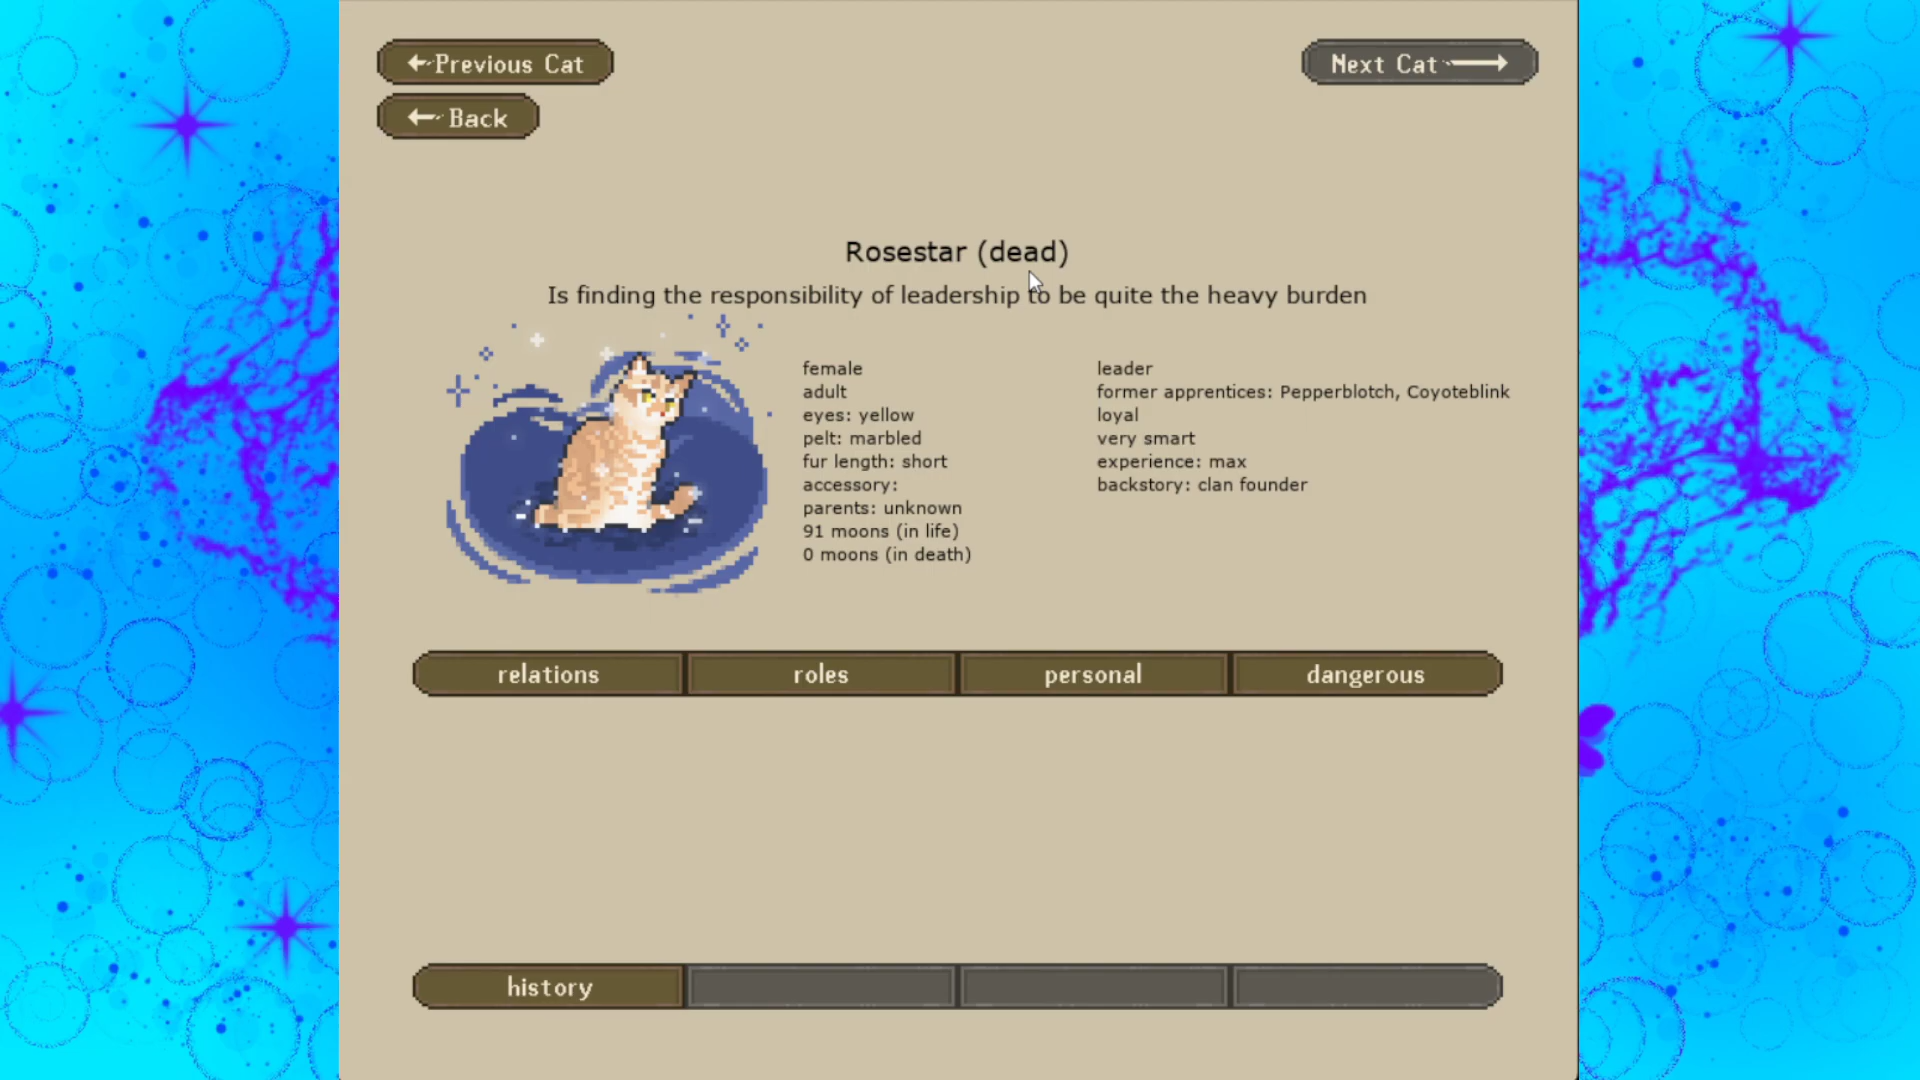 Previous Cat
Next Cat
Back
Rosestar (dead)
Is finding the responsibility of leadership to be quite the heavy burden
female
adult
eyes: yellow
pelt: marbled
fur length: short
accessory:
parents: unknown
91 moons (in life)
0 moons (in death)
leader
former apprentices: Pepperblotch, Coyoteblink
loyal
very smart
experience: max
backstory: clan founder
relations
roles
personal
dangerous
history